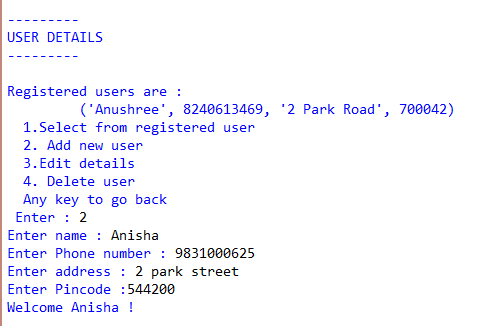 ---------
USER DETAILS
---------
Registered users are :
('Anushree', 8240613469, '2 Park Road', 700042)
1.Select from registered user
2. Add new user
3.Edit details
4. Delete user
Any key to go back
Enter : 2
Enter name : Anisha
Enter Phone number : 9831000625
Enter address : 2 park street
Enter Pincode :544200
Welcome Anisha !